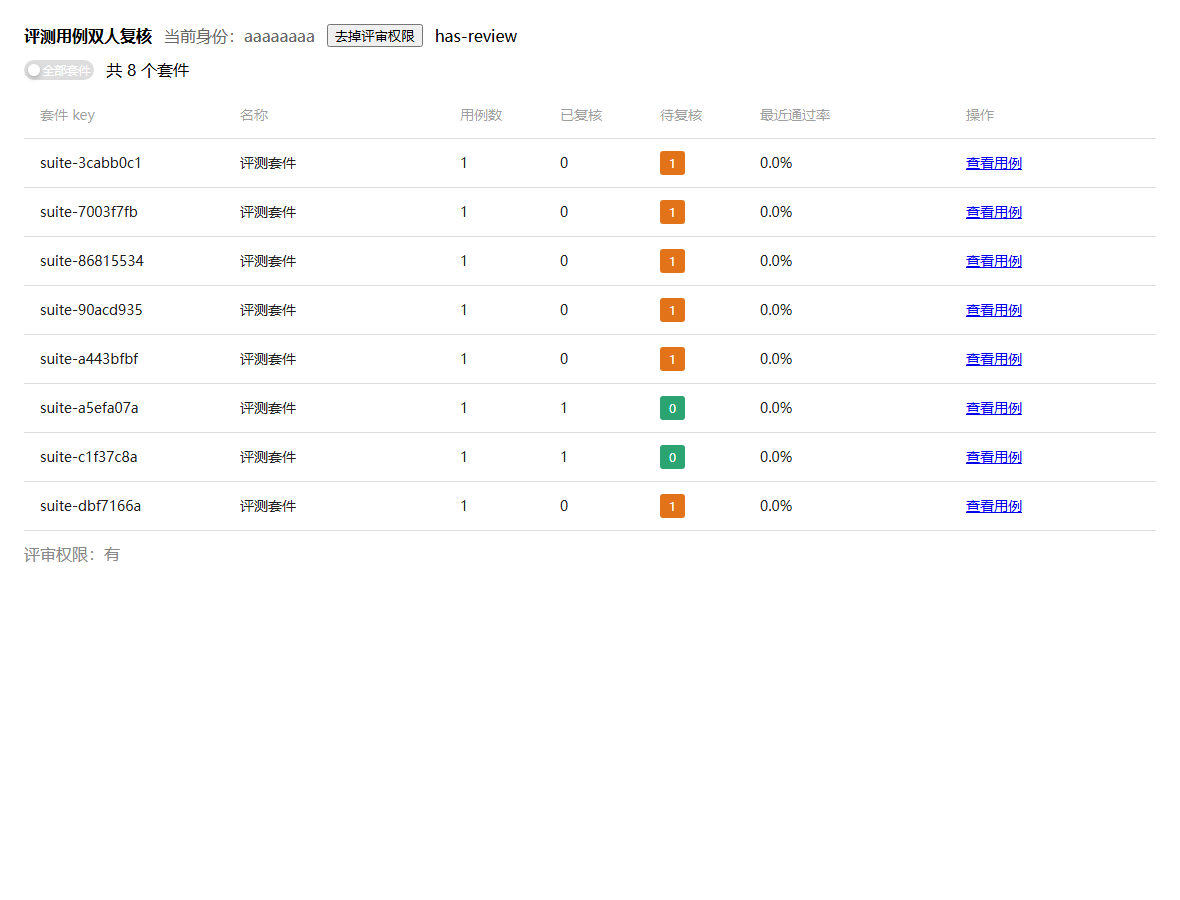 评测用例双人复核 当前身份：aaaaaaaa 去掉评审权限 has-review
全部套件 共 8 个套件
套件 key 名称 用例数 已复核 待复核 最近通过率 操作
suite-3cabb0c1 评测套件 1 0 1 0.0% 查看用例
suite-7003f7fb 评测套件 1 0 1 0.0% 查看用例
suite-86815534 评测套件 1 0 1 0.0% 查看用例
suite-90acd935 评测套件 1 0 1 0.0% 查看用例
suite-a443bfbf 评测套件 1 0 1 0.0% 查看用例
suite-a5efa07a 评测套件 1 1 0 0.0% 查看用例
suite-c1f37c8a 评测套件 1 1 0 0.0% 查看用例
suite-dbf7166a 评测套件 1 0 1 0.0% 查看用例
评审权限：有